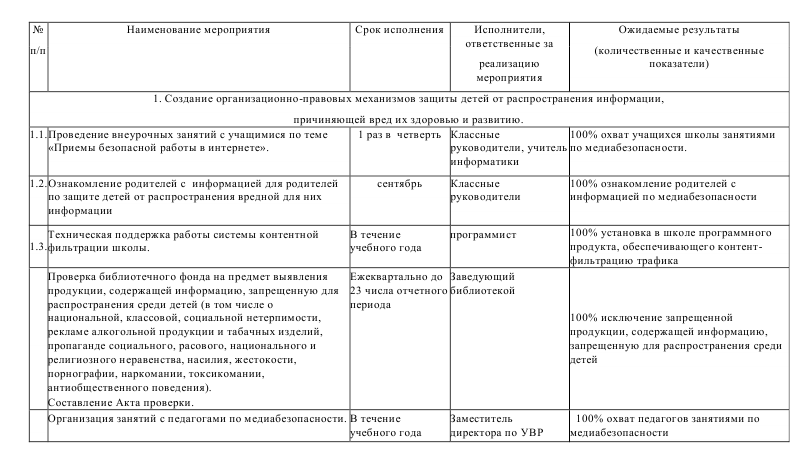 №
п/п
Наименование мероприятия
Срок исполнения
Исполнители,
ответственные за
реализацию
мероприятия
Ожидаемые результаты
(количественные и качественные
показатели)
1. Создание организационно-правовых механизмов защиты детей от распространения информации,
причиняющей вред их здоровью и развитию.
1.1.
Проведение внеурочных занятий с учащимися по теме
«Приемы безопасной работы в интернете».
1 раз в четверть
Классные
руководители, учитель
информатики
100% охват учащихся школы занятиями
по медиабезопасности.
1.2.
Ознакомление родителей с информацией для родителей
по защите детей от распространения вредной для них
информации
сентябрь
Классные
руководители
100% ознакомление родителей с
информацией по медиабезопасности
1.3.
Техническая поддержка работы системы контентной
фильтрации школы.
В течение
учебного года
программист
100% установка в школе программного
продукта, обеспечивающего контент-
фильтрацию трафика
Проверка библиотечного фонда на предмет выявления
продукции, содержащей информацию, запрещенную для
распространения среди детей (в том числе о
национальной, классовой, социальной нетерпимости,
рекламе алкогольной продукции и табачных изделий,
пропаганде социального, расового, национального и
религиозного неравенства, насилия, жестокости,
порнографии, наркомании, токсикомании,
антиобщественного поведения).
Составление Акта проверки.
Ежеквартально до
23 числа отчетного
периода
Заведующий
библиотекой
100% исключение запрещенной
продукции, содержащей информацию,
запрещенную для распространения среди
детей
Организация занятий с педагогами по медиабезопасности.
В течение
учебного года
Заместитель
директора по УВР
100% охват педагогов занятиями по
медиабезопасности